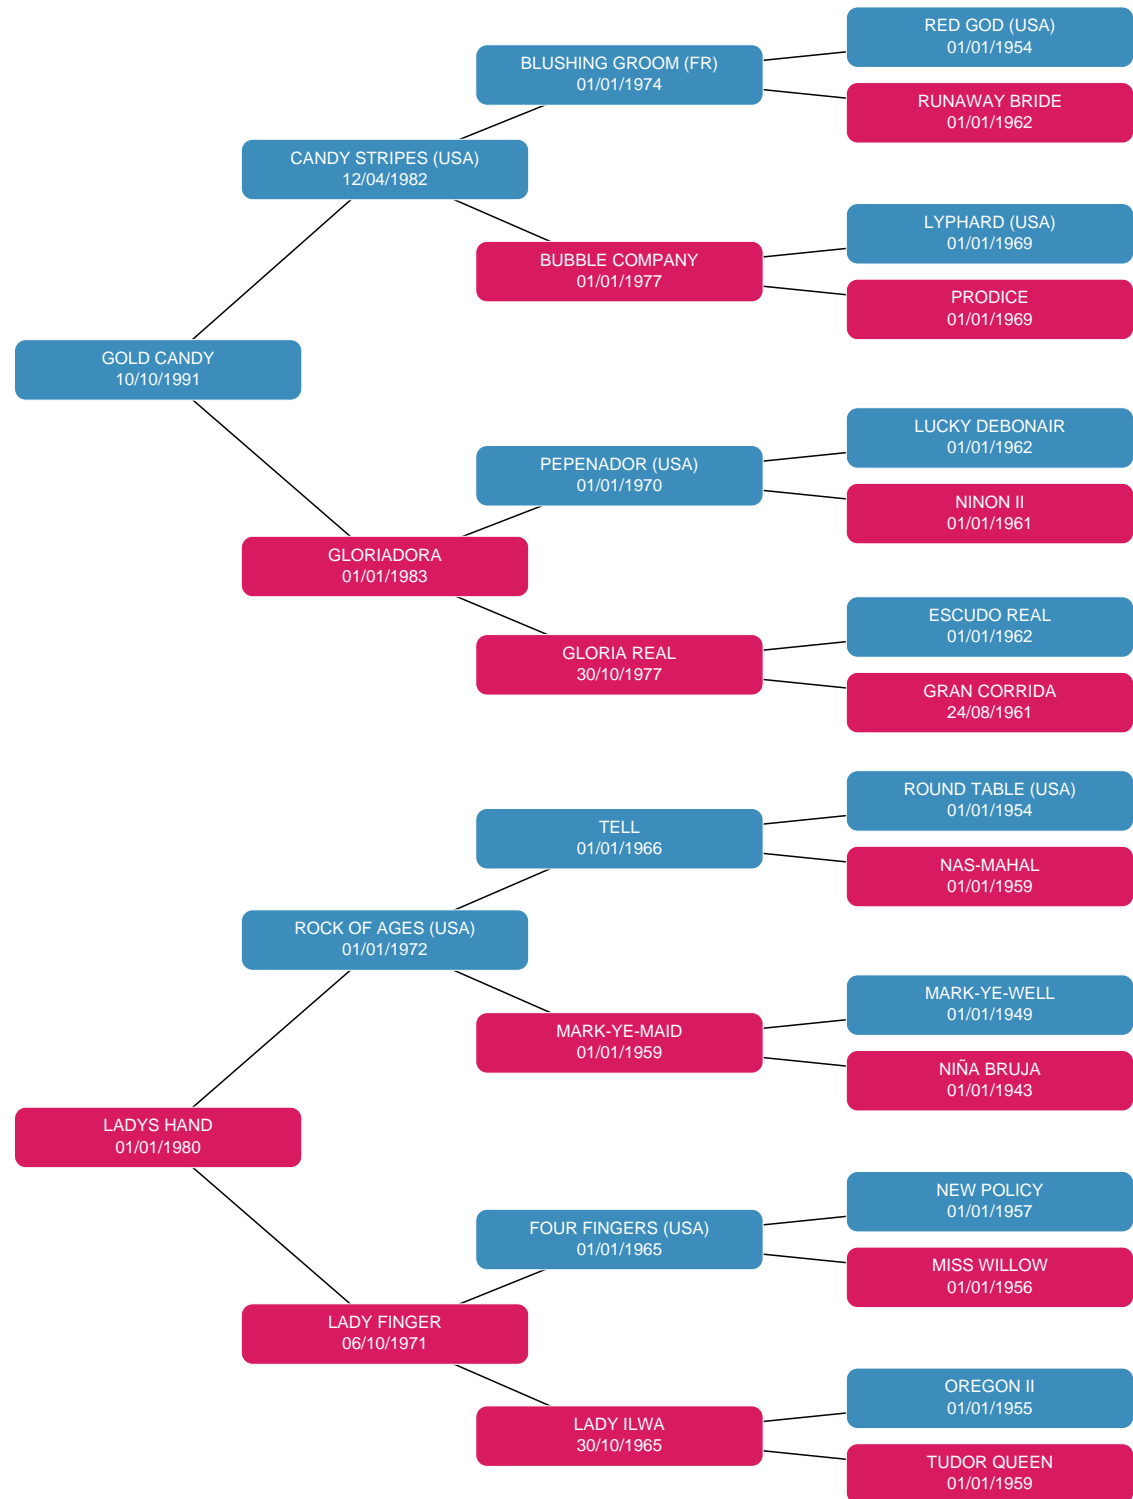 RED GOD (USA)
01/01/1954
BLUSHING GROOM (FR)
01/01/1974
RUNAWAY BRIDE
01/01/1962
CANDY STRIPES (USA)
12/04/1982
LYPHARD (USA)
01/01/1969
BUBBLE COMPANY
01/01/1977
PRODICE
01/01/1969
GOLD CANDY
10/10/1991
LUCKY DEBONAIR
01/01/1962
PEPENADOR (USA)
01/01/1970
NINON II
01/01/1961
GLORIADORA
01/01/1983
ESCUDO REAL
01/01/1962
GLORIA REAL
30/10/1977
GRAN CORRIDA
24/08/1961
ROUND TABLE (USA)
01/01/1954
TELL
01/01/1966
NAS-MAHAL
01/01/1959
ROCK OF AGES (USA)
01/01/1972
MARK-YE-WELL
01/01/1949
MARK-YE-MAID
01/01/1959
NIÑA BRUJA
01/01/1943
LADYS HAND
01/01/1980
NEW POLICY
01/01/1957
FOUR FINGERS (USA)
01/01/1965
MISS WILLOW
01/01/1956
LADY FINGER
06/10/1971
OREGON II
01/01/1955
LADY ILWA
30/10/1965
TUDOR QUEEN
01/01/1959